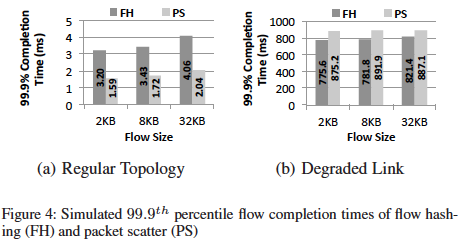 FH PS
99.9% Completion
Time (ms)
5
4
3
2
1
0
3.20 1.59 3.43 1.72 4.06 2.04
2KB 8KB 32KB
Flow Size
(a) Regular Topology
FH PS
99.9% Completion
Time (ms)
1000
800
600
400
200
0
775.6 875.2 781.8 891.9 821.4 887.1
2KB 8KB 32KB
Flow Size
(b) Degraded Link
Figure 4: Simulated 99.9th percentile flow completion times of flow hash-
ing (FH) and packet scatter (PS)